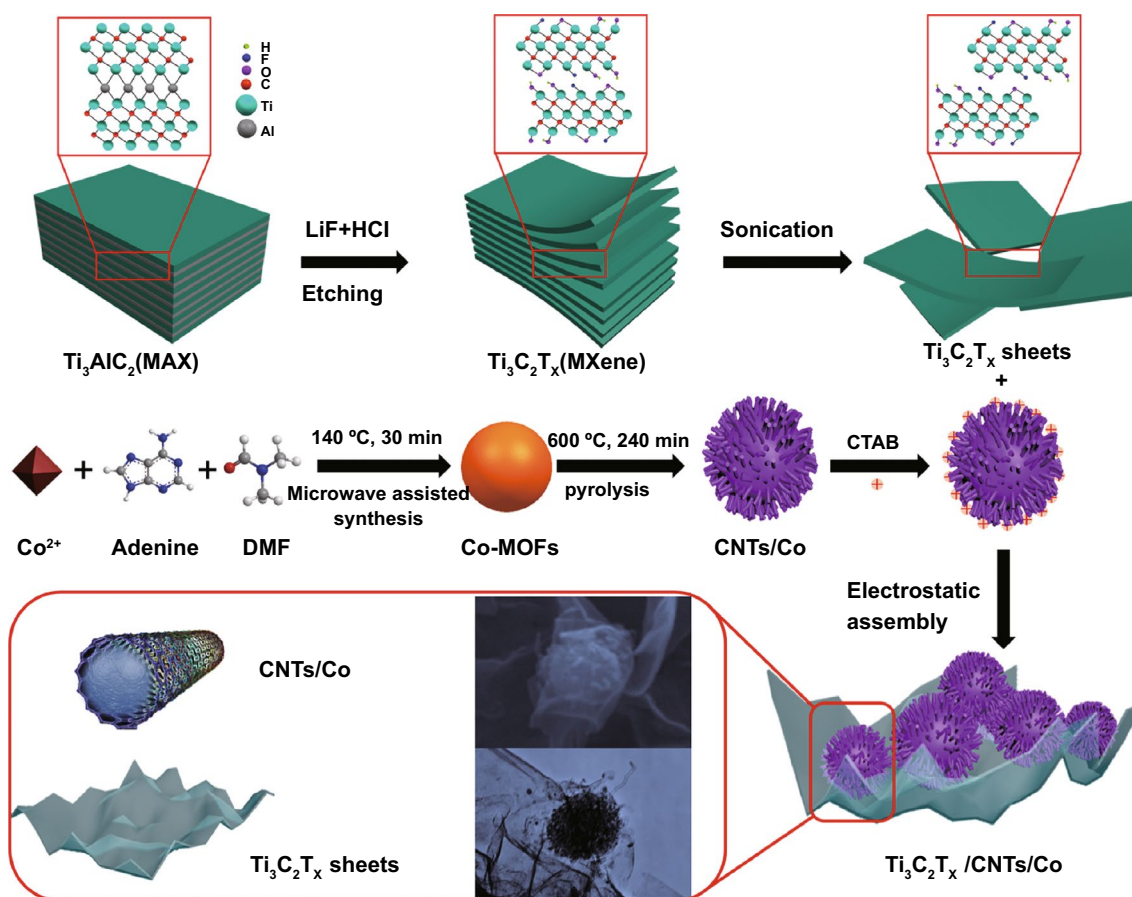 H
F
O
C
Ti
Al
LiF+HCl
Etching
Sonication
Ti₃AlC₂(MAX)
Ti₃C₂Tₓ(MXene)
Ti₃C₂Tₓ sheets
+
140 ºC, 30 min
Microwave assisted
synthesis
600 ºC, 240 min
pyrolysis
CTAB
+
+
Co²⁺
Adenine
DMF
Co-MOFs
CNTs/Co
Electrostatic
assembly
CNTs/Co
Ti₃C₂Tₓ sheets
Ti₃C₂Tₓ /CNTs/Co